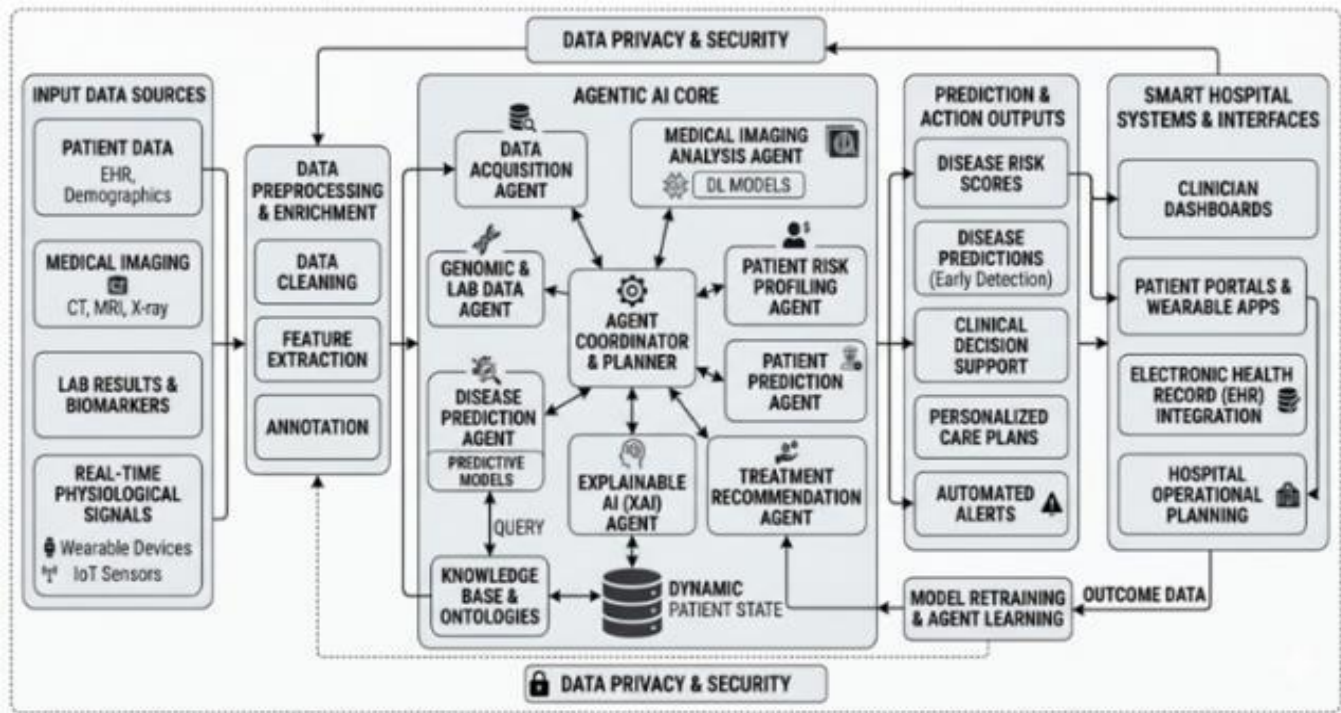 DATA PRIVACY & SECURITY
INPUT DATA SOURCES
PATIENT DATA
EHR,
Demographics
MEDICAL IMAGING
CT, MRI, X-ray
LAB RESULTS &
BIOMARKERS
REAL-TIME
PHYSIOLOGICAL
SIGNALS
Wearable Devices
IoT Sensors
DATA
PREPROCESSING
& ENRICHMENT
DATA
CLEANING
FEATURE
EXTRACTION
ANNOTATION
AGENTIC AI CORE
DATA
ACQUISITION
AGENT
MEDICAL IMAGING
ANALYSIS AGENT
DL MODELS
GENOMIC &
LAB DATA
AGENT
AGENT
COORDINATOR
& PLANNER
PATIENT RISK
PROFILING
AGENT
PATIENT
PREDICTION
AGENT
DISEASE
PREDICTION
AGENT
PREDICTIVE
MODELS
EXPLAINABLE
AI (XAI)
AGENT
TREATMENT
RECOMMENDATION
AGENT
QUERY
KNOWLEDGE
BASE &
ONTOLOGIES
DYNAMIC
PATIENT STATE
PREDICTION &
ACTION OUTPUTS
DISEASE RISK
SCORES
DISEASE
PREDICTIONS
(Early Detection)
CLINICAL
DECISION
SUPPORT
PERSONALIZED
CARE PLANS
AUTOMATED
ALERTS
SMART HOSPITAL
SYSTEMS & INTERFACES
CLINICIAN
DASHBOARDS
PATIENT PORTALS &
WEARABLE APPS
ELECTRONIC HEALTH
RECORD (EHR)
INTEGRATION
HOSPITAL
OPERATIONAL
PLANNING
MODEL RETRAINING
& AGENT LEARNING
OUTCOME DATA
DATA PRIVACY & SECURITY